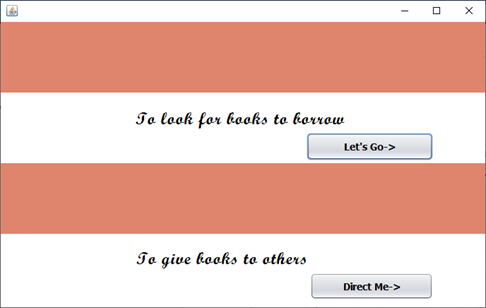 To look for books to borrow
Let's Go->
To give books to others
Direct Me->